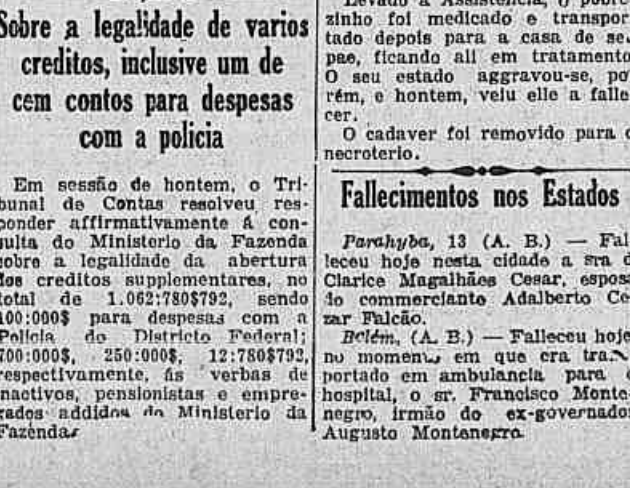 Sobre a legalidade de varios
creditos, inclusive um de
cem contos para despesas
com a policia
Em sessão de hontem, o Tri-
bunal de Contas resolveu res-
ponder affirmativamente á con-
sulta do Ministerio da Fazenda
sobre a legalidade da abertura
dos creditos supplementares, no
total de 1.062:780$792, sendo
100:000$ para despesas com a
Policia do Districto Federal;
700:000$, 250:000$, 12:780$792,
respectivamente, ás verbas de
inactivos, pensionistas e empre-
gados addidos do Ministerio da
Fazenda.
Levado á Assistencia, o pobre-
zinho foi medicado e transpor-
tado depois para a casa de seu
pae, ficando ali em tratamento.
O seu estado aggravou-se, po-
rém, e hontem, veiu elle a falle-
cer.
O cadaver foi removido para o
necroterio.
Fallecimentos nos Estados
Parahyba, 13 (A. B.) — Fal-
leceu hoje nesta cidade a sra d.
Clarice Magalhães Cesar, esposa
do commerciante Adalberto Ce-
zar Falcão.
Belém, (A. B.) — Falleceu hoje,
no momento em que era trans-
portado em ambulancia para o
hospital, o sr. Francisco Monte-
negro, irmão do ex-governador
Augusto Montenegro.